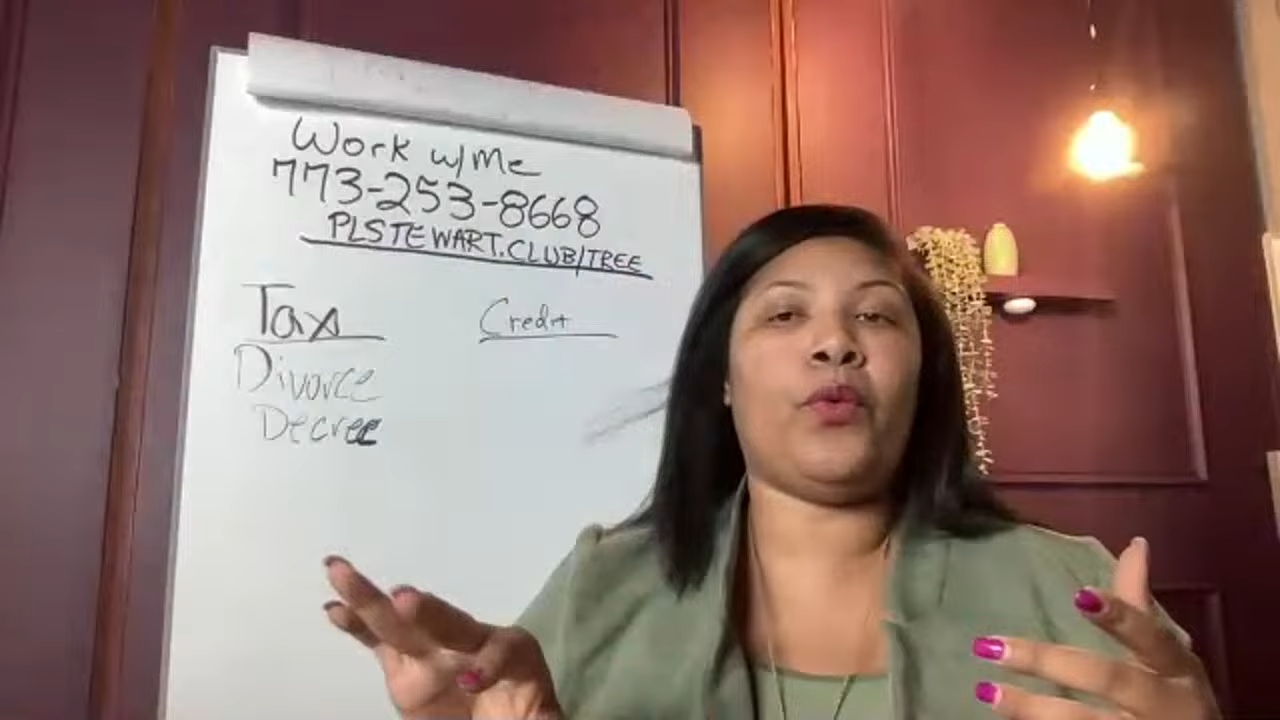 Work w/Me
773-253-8668
PLSTEWART.CLUB/TREE
Tax
Credit
Divorce
Decree